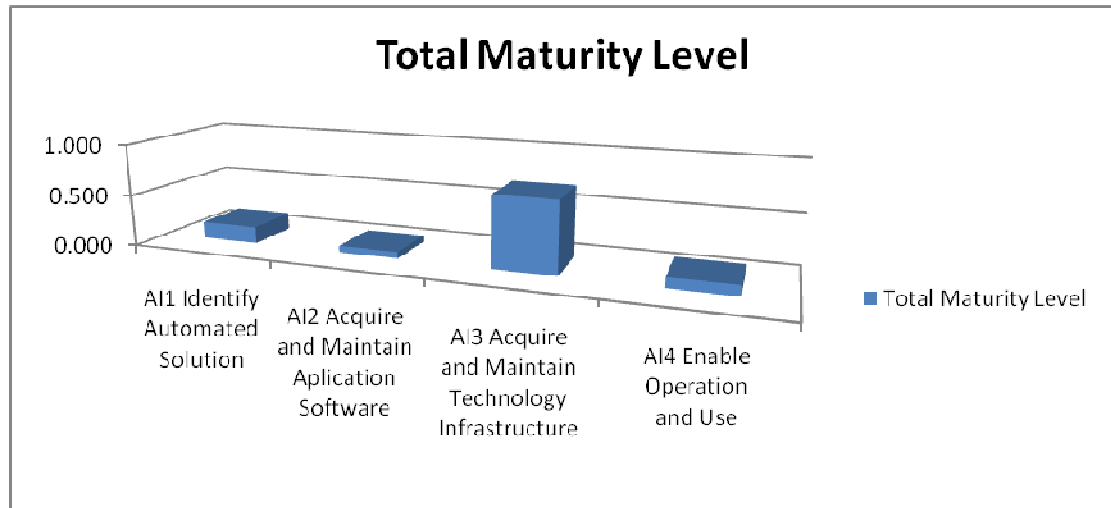 Total Maturity Level
1.000
0.500
0.000
AI1 Identify
Automated
Solution
AI2 Acquire
and Maintain
Aplication
Software
AI3 Acquire
and Maintain
Technology
Infrastructure
AI4 Enable
Operation
and Use
Total Maturity Level